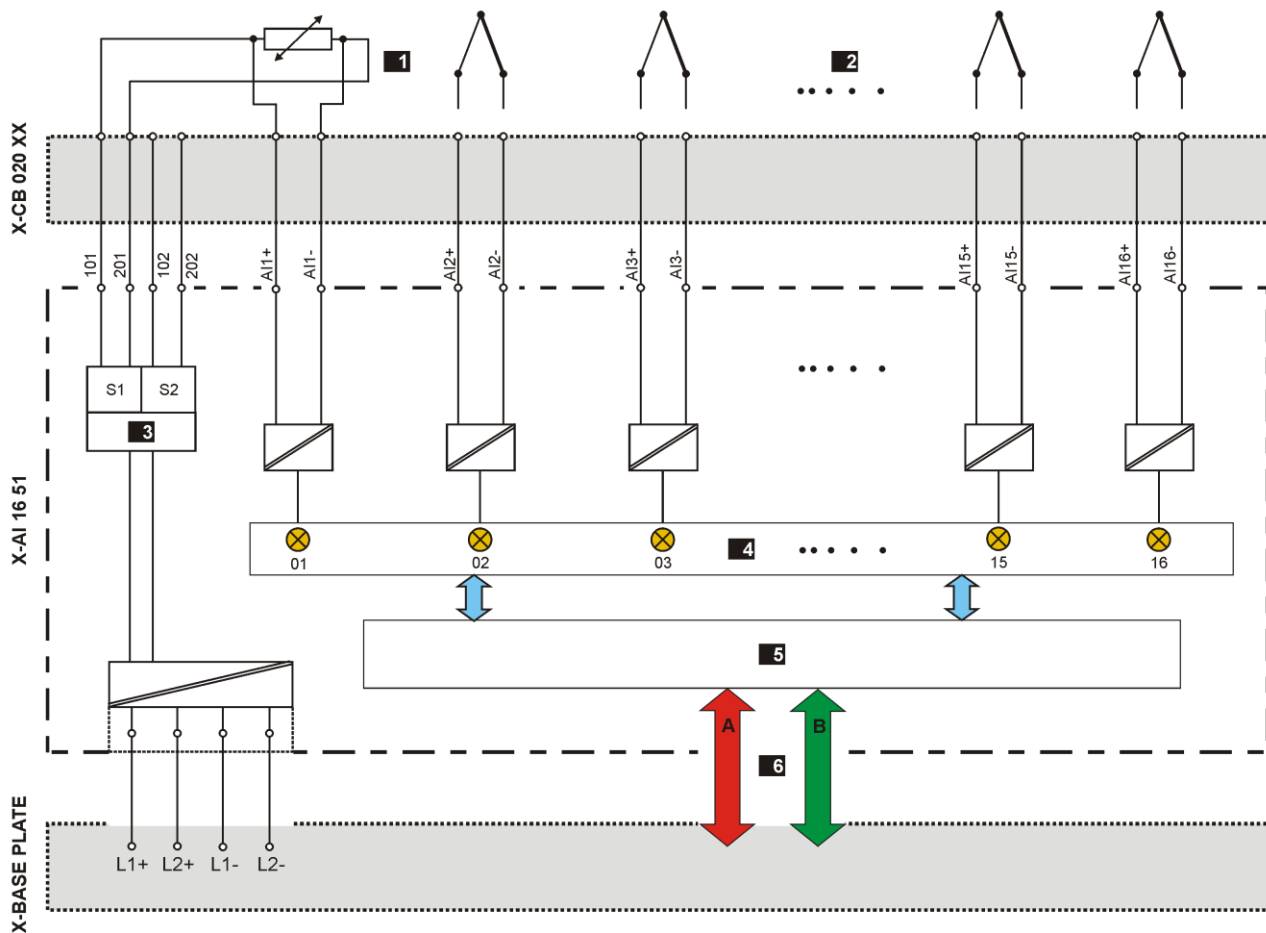 1
2
X-CB 020 XX
101
201
102
202
AI1+
AI1-
AI2+
AI2-
AI3+
AI3-
AI15+
AI15-
AI16+
AI16-
X-AI 16 51
S1 S2
3
01 02 03 4 15 16
5
A B
6
X-BASE PLATE
L1+ L2+ L1- L2-